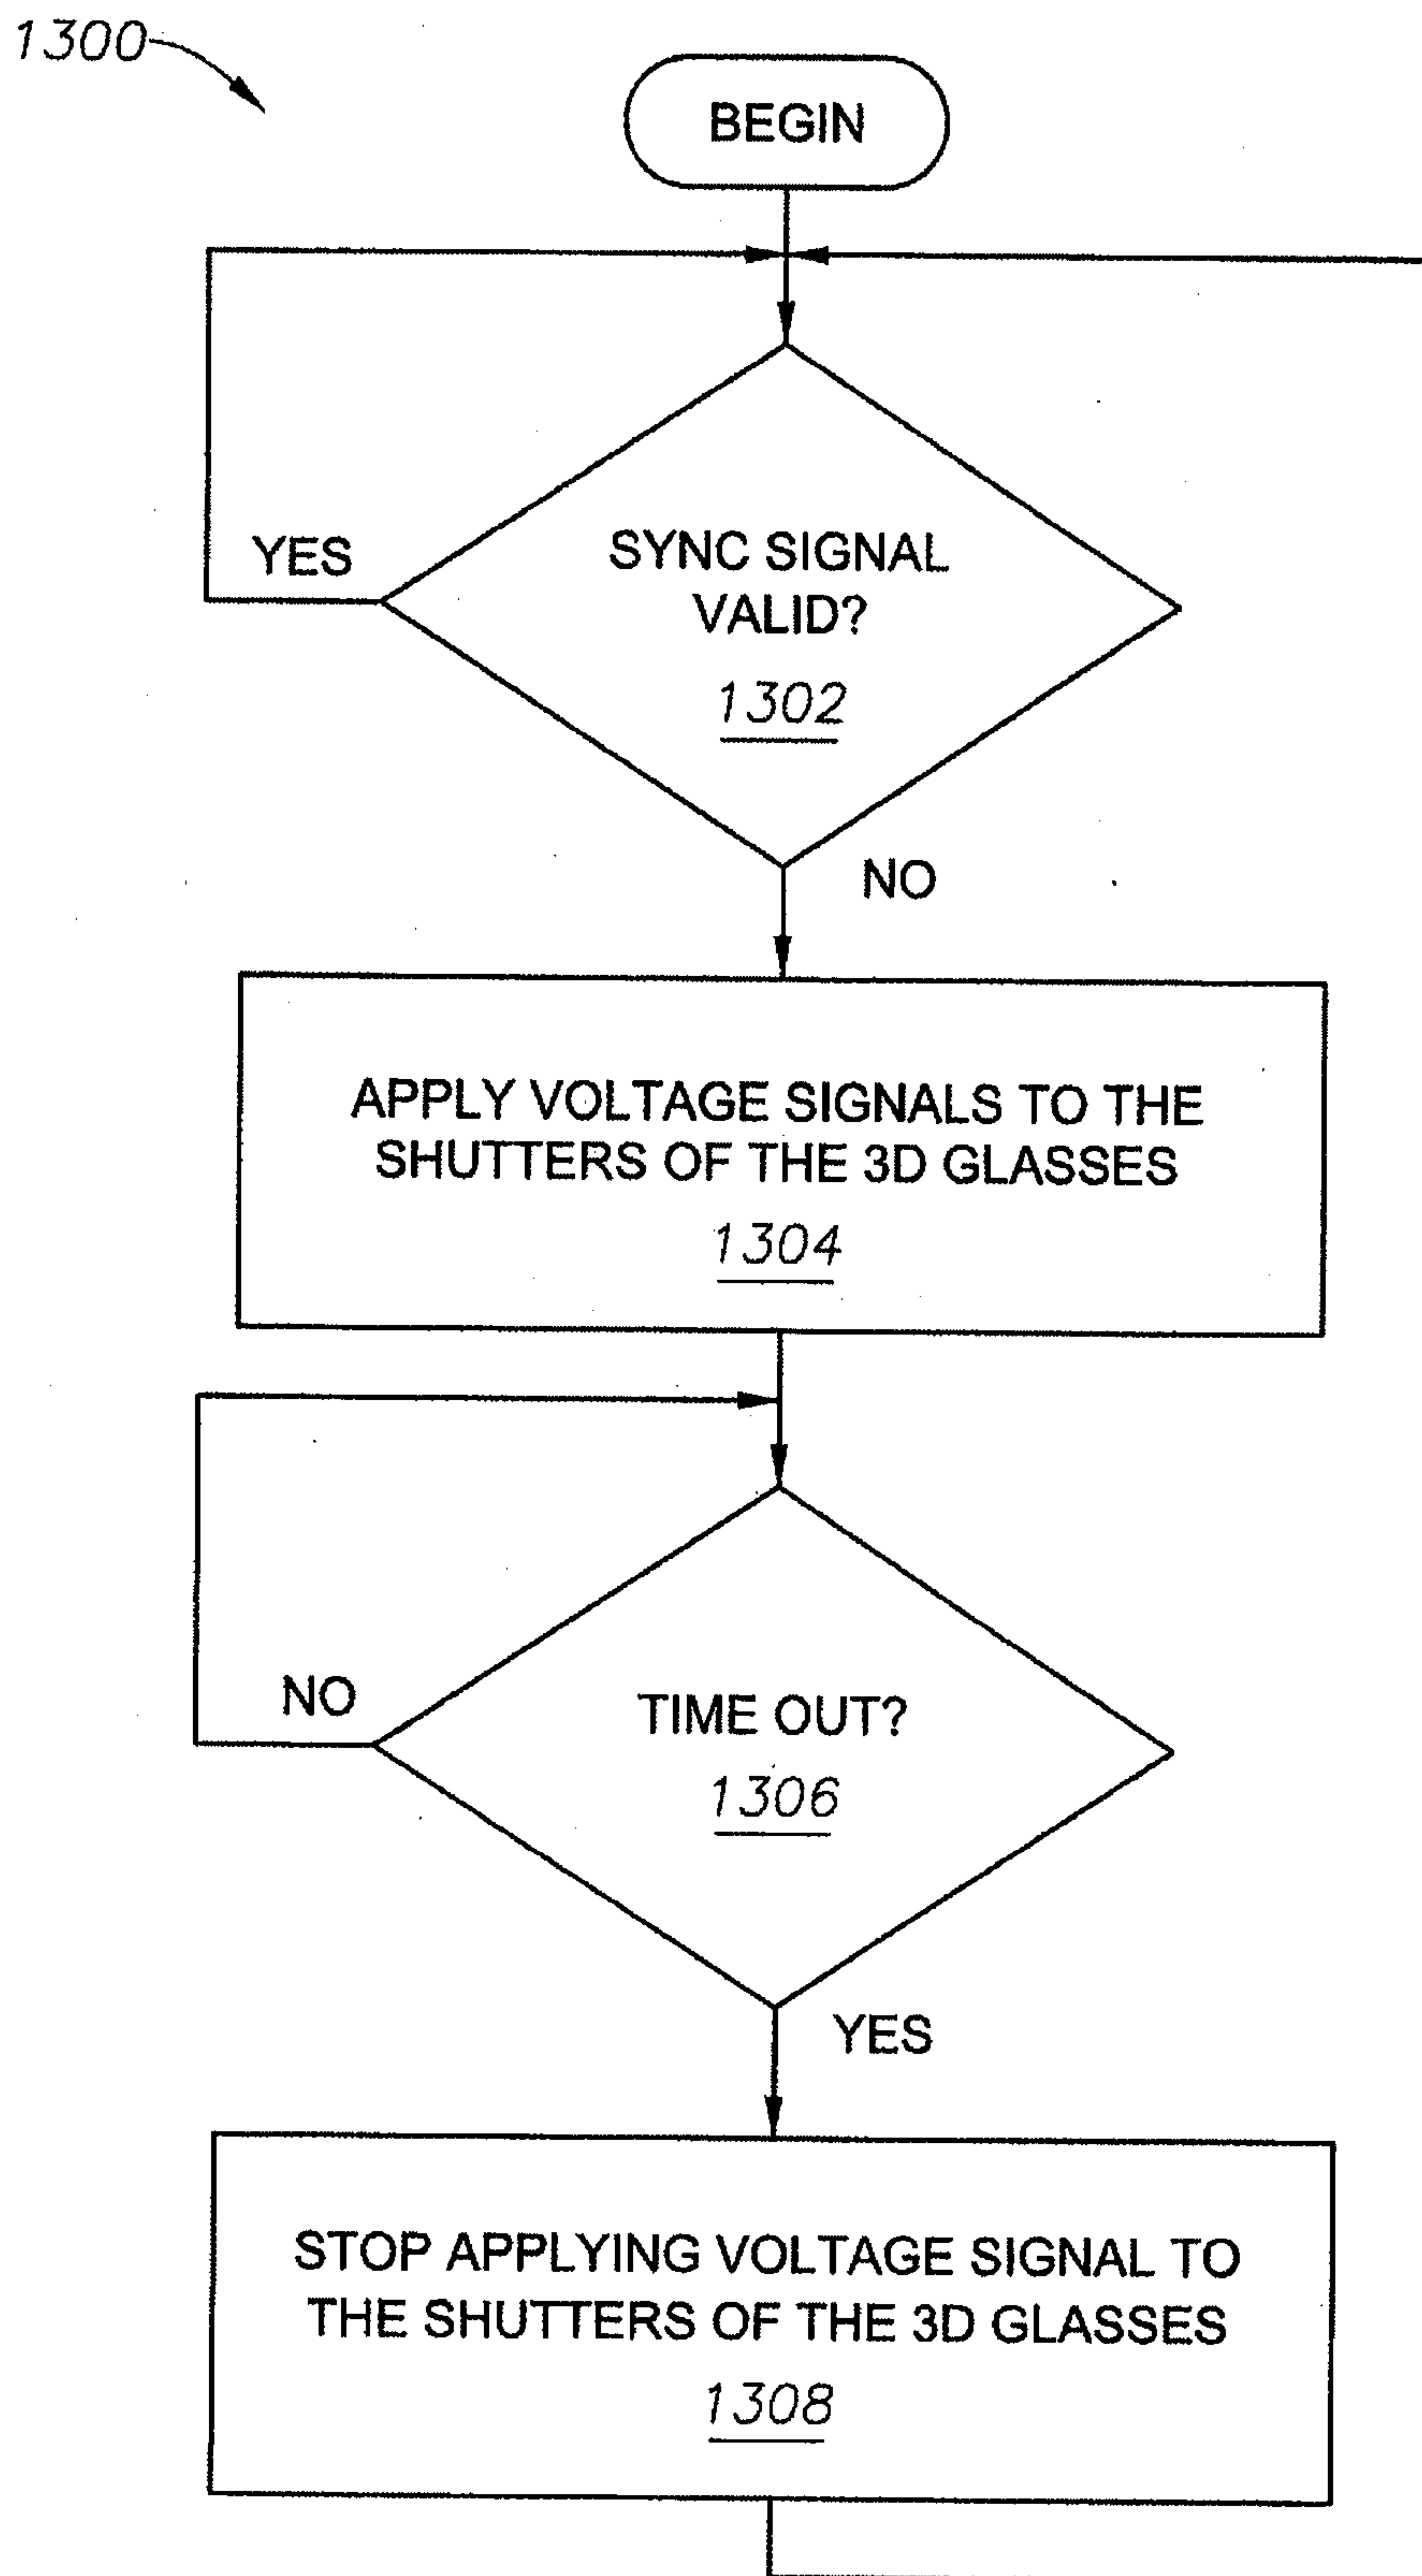 1300
BEGIN
SYNC SIGNAL
VALID?
1302
YES
NO
APPLY VOLTAGE SIGNALS TO THE
SHUTTERS OF THE 3D GLASSES
1304
NO
TIME OUT?
1306
YES
STOP APPLYING VOLTAGE SIGNAL TO
THE SHUTTERS OF THE 3D GLASSES
1308